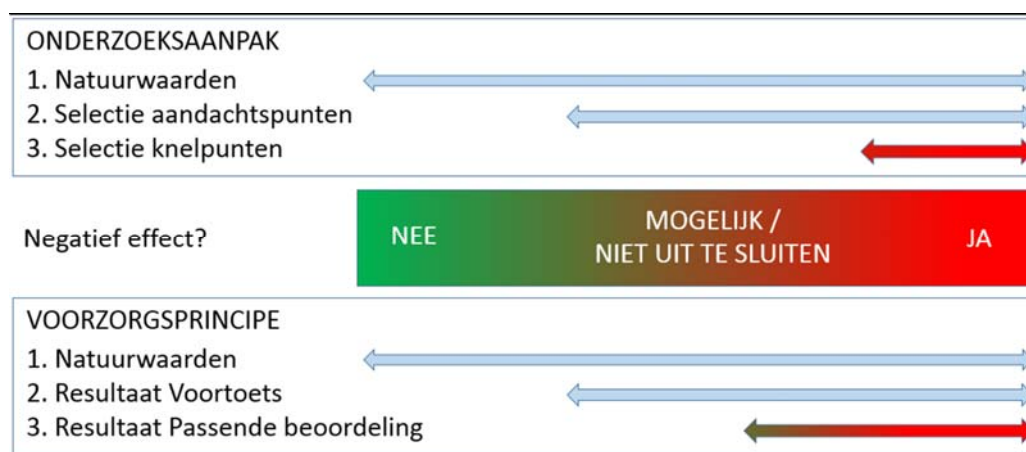 ONDERZOEKSAANPAK
1. Natuurwaarden
2. Selectie aandachtspunten
3. Selectie knelpunten
Negatief effect?
NEE
MOGELIJK /
NIET UIT TE SLUITEN
JA
VOORZORGSPRINCIPE
1. Natuurwaarden
2. Resultaat Voortoets
3. Resultaat Passende beoordeling